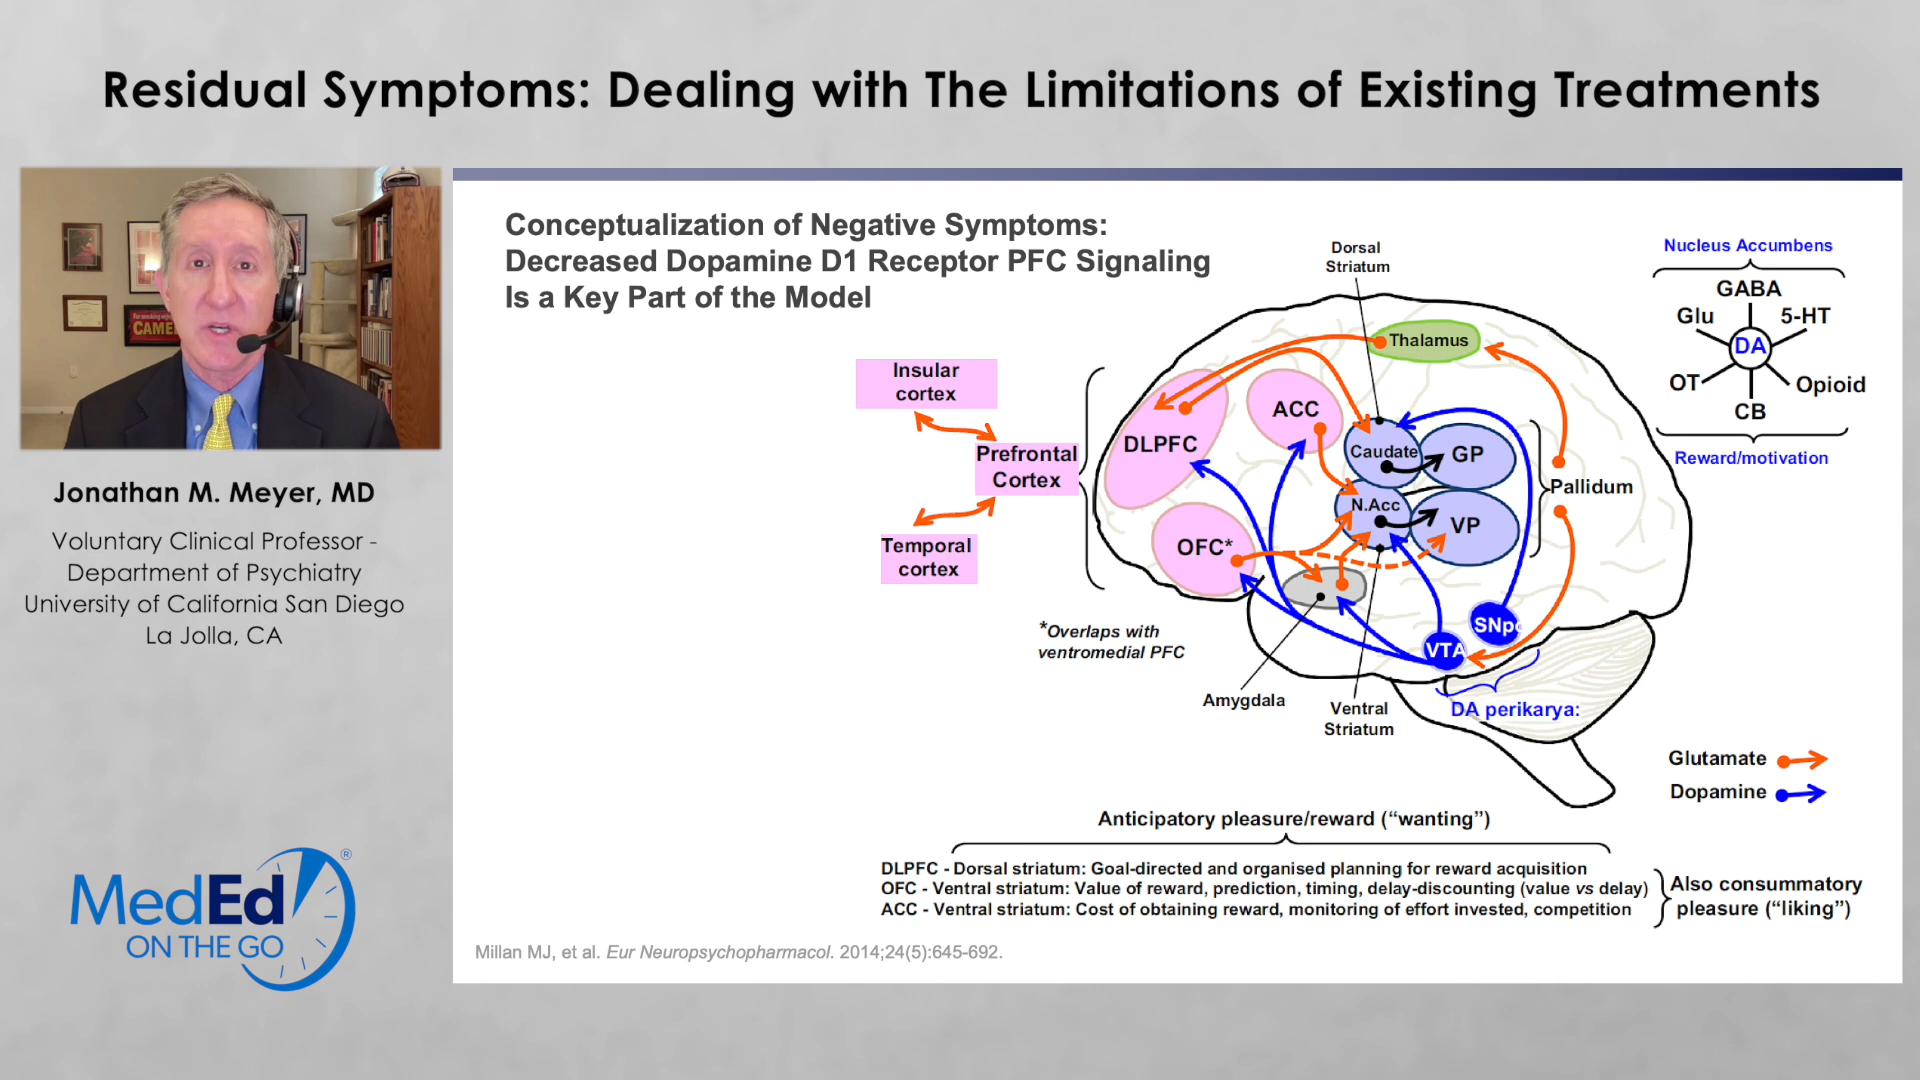 Residual Symptoms: Dealing with The Limitations of Existing Treatments
CAME
Jonathan M. Meyer, MD
Voluntary Clinical Professor -
Department of Psychiatry
University of California San Diego
La Jolla, CA
MedEd®
ON THE GO
Conceptualization of Negative Symptoms:
Decreased Dopamine D1 Receptor PFC Signaling
Is a Key Part of the Model
Dorsal
Striatum
Nucleus Accumbens
GABA
Glu
5-HT
DA
OT
Opioid
CB
Reward/motivation
Thalamus
Insular
cortex
Prefrontal
Cortex
Temporal
cortex
DLPFC
ACC
Caudate
GP
N.Acc
VP
Pallidum
OFC*
SNpc
VTA
*Overlaps with
ventromedial PFC
Amygdala
Ventral
Striatum
DA perikarya:
Glutamate
Dopamine
Anticipatory pleasure/reward (“wanting”)
DLPFC - Dorsal striatum: Goal-directed and organised planning for reward acquisition
OFC - Ventral striatum: Value of reward, prediction, timing, delay-discounting (value vs delay)
ACC - Ventral striatum: Cost of obtaining reward, monitoring of effort invested, competition
Also consummatory
pleasure (“liking”)
Millan MJ, et al. Eur Neuropsychopharmacol. 2014;24(5):645-692.